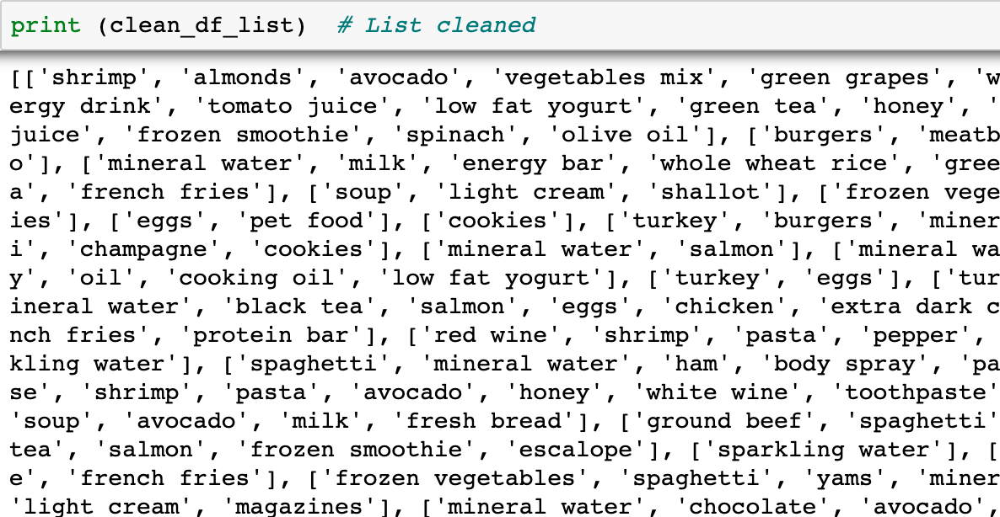 print (clean_df_list)  # List cleaned
[['shrimp', 'almonds', 'avocado', 'vegetables mix', 'green grapes', 'w
ergy drink', 'tomato juice', 'low fat yogurt', 'green tea', 'honey', '
juice', 'frozen smoothie', 'spinach', 'olive oil'], ['burgers', 'meatb
o'], ['mineral water', 'milk', 'energy bar', 'whole wheat rice', 'gree
a', 'french fries'], ['soup', 'light cream', 'shallot'], ['frozen vege
ies'], ['eggs', 'pet food'], ['cookies'], ['turkey', 'burgers', 'miner
i', 'champagne', 'cookies'], ['mineral water', 'salmon'], ['mineral wa
y', 'oil', 'cooking oil', 'low fat yogurt'], ['turkey', 'eggs'], ['tur
ineral water', 'black tea', 'salmon', 'eggs', 'chicken', 'extra dark c
nch fries', 'protein bar'], ['red wine', 'shrimp', 'pasta', 'pepper',
kling water'], ['spaghetti', 'mineral water', 'ham', 'body spray', 'pa
se', 'shrimp', 'pasta', 'avocado', 'honey', 'white wine', 'toothpaste'
'soup', 'avocado', 'milk', 'fresh bread'], ['ground beef', 'spaghetti'
tea', 'salmon', 'frozen smoothie', 'escalope'], ['sparkling water'], [
e', 'french fries'], ['frozen vegetables', 'spaghetti', 'yams', 'miner
'light cream', 'magazines'], ['mineral water', 'chocolate', 'avocado',